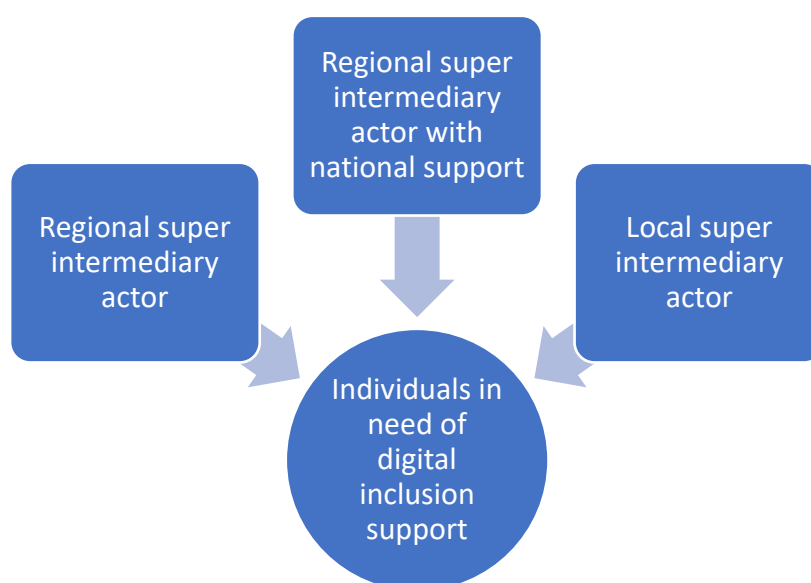 Regional super
intermediary
actor with
national support
Regional super
intermediary
actor
Local super
intermediary
actor
Individuals in
need of
digital
inclusion
support